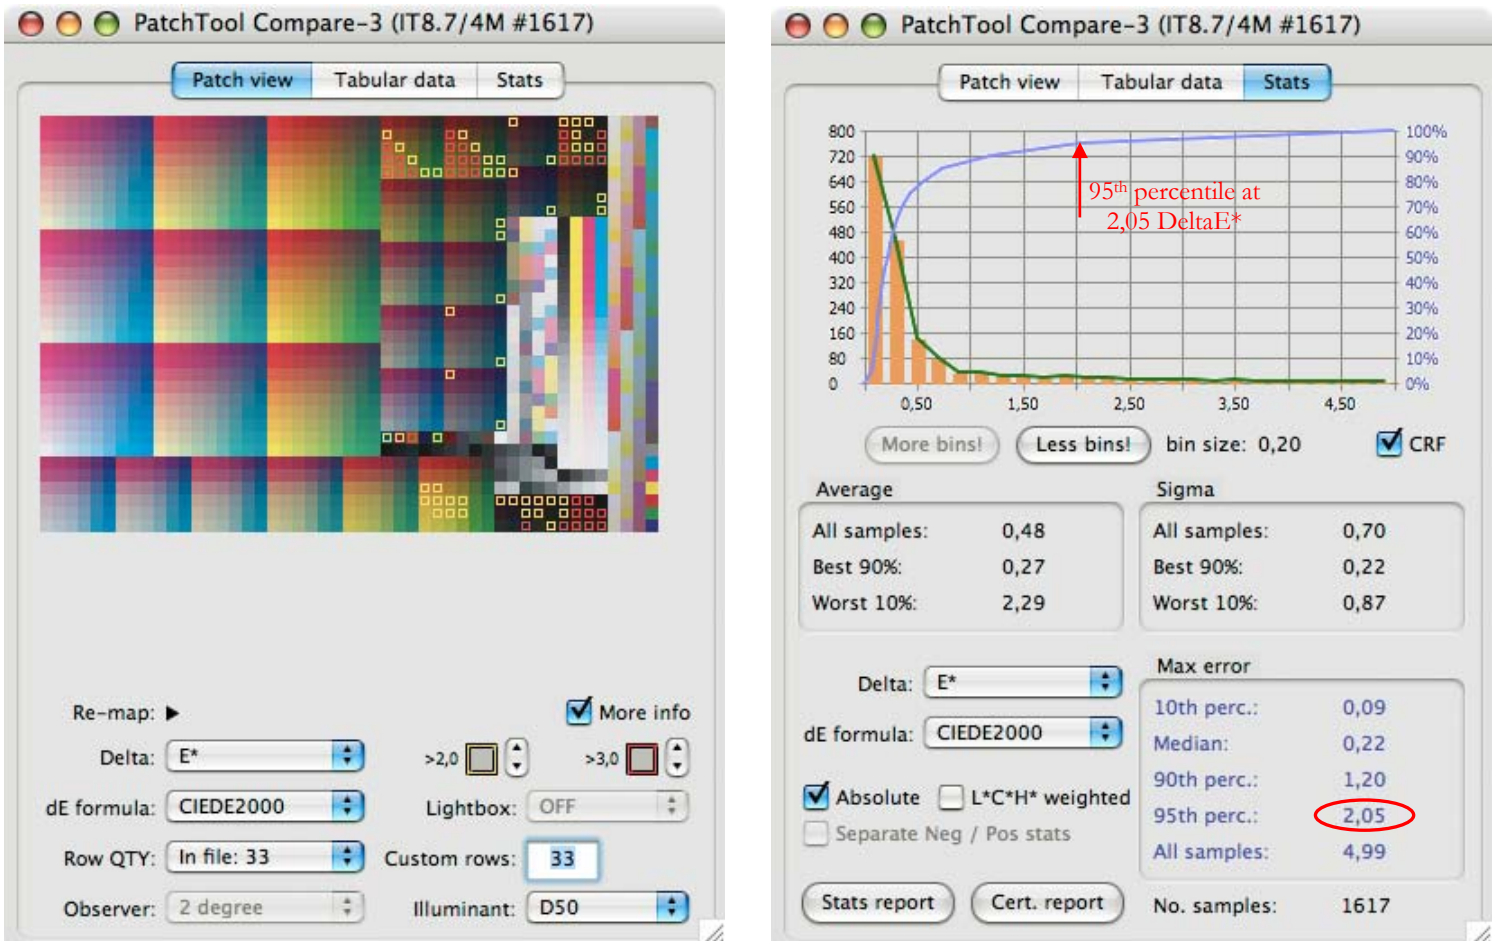 PatchTool Compare-3 (IT8.7/4M #1617)
Patch view Tabular data Stats
Re-map: More info
Delta: E* >2,0 >3,0
dE formula: CIEDE2000 Lightbox: OFF
Row QTY: In file: 33 Custom rows: 33
Observer: 2 degree Illuminant: D50
PatchTool Compare-3 (IT8.7/4M #1617)
Patch view Tabular data Stats
800 100%
720 90%
640 80%
560 70%
480 60%
400 50%
320 40%
240 30%
160 20%
80 10%
0 0%
95th percentile at
2,05 DeltaE*
0,50 1,50 2,50 3,50 4,50
More bins! Less bins! bin size: 0,20 CRF
Average
All samples: 0,48
Best 90%: 0,27
Worst 10%: 2,29
Sigma
All samples: 0,70
Best 90%: 0,22
Worst 10%: 0,87
Delta: E*
dE formula: CIEDE2000
Absolute L*C*H* weighted
Separate Neg / Pos stats
Max error
10th perc.: 0,09
Median: 0,22
90th perc.: 1,20
95th perc.: 2,05
All samples: 4,99
Stats report Cert. report No. samples: 1617